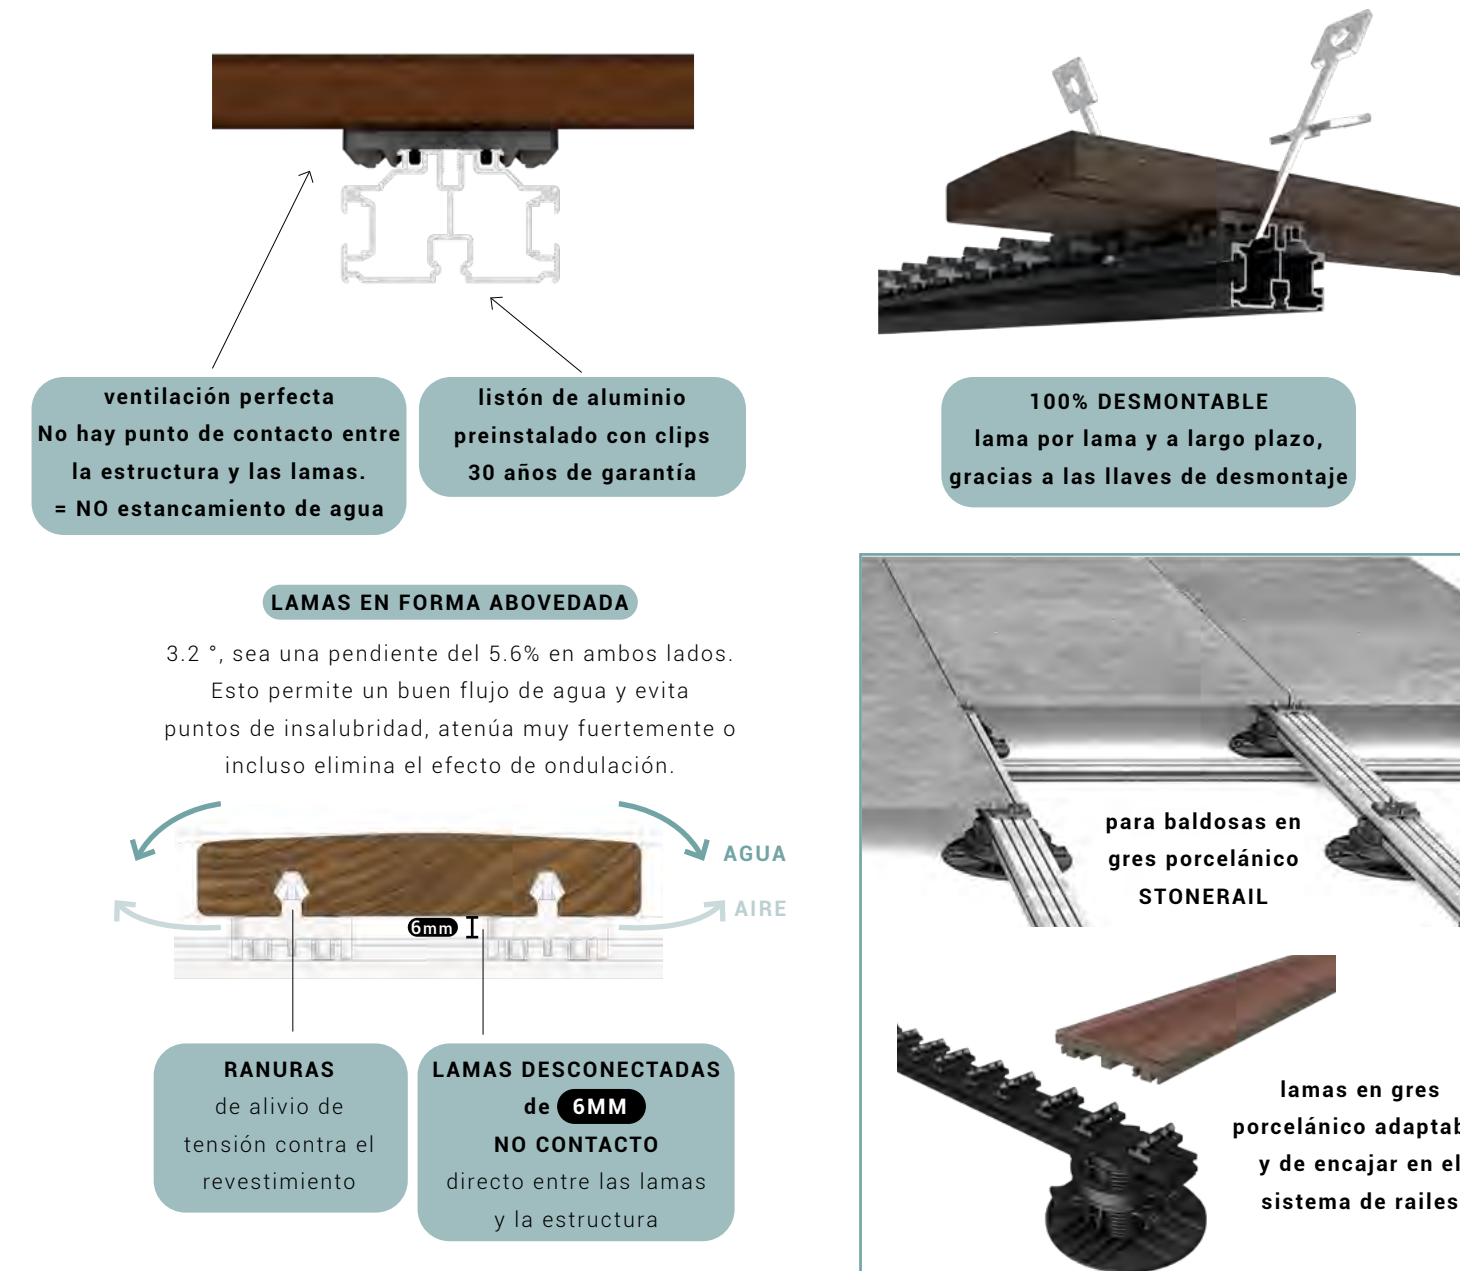 ventilación perfecta
No hay punto de contacto entre
la estructura y las lamas.
= NO estancamiento de agua
listón de aluminio
preinstalado con clips
30 años de garantía
100% DESMONTABLE
lama por lama y a largo plazo,
gracias a las llaves de desmontaje
LAMAS EN FORMA ABOVEDADA
3.2 °, sea una pendiente del 5.6% en ambos lados.
Esto permite un buen flujo de agua y evita
puntos de insalubridad, atenúa muy fuertemente o
incluso elimina el efecto de ondulación.
AGUA
AIRE
6mm
RANURAS
de alivio de
tensión contra el
revestimiento
LAMAS DESCONECTADAS
de 6MM
NO CONTACTO
directo entre las lamas
y la estructura
para baldosas en
gres porcelánico
STONERAIL
lamas en gres
porcelánico
y de encajar en el
sistema de railes